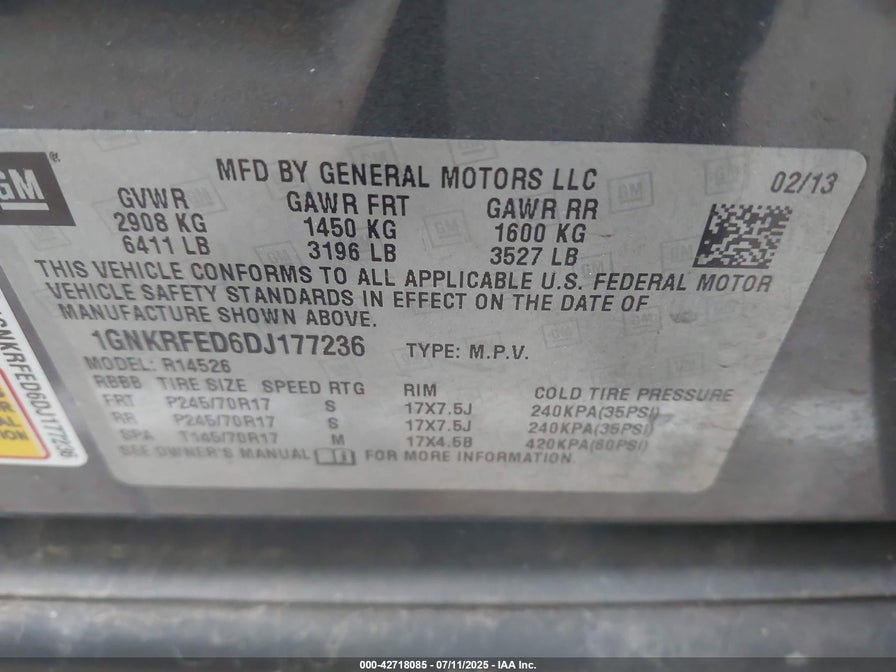 GM
MFD BY GENERAL MOTORS LLC
02/13
GVWR GAWR FRT GAWR RR
2908 KG 1450 KG 1600 KG
6411 LB 3196 LB 3527 LB
THIS VEHICLE CONFORMS TO ALL APPLICABLE U.S. FEDERAL MOTOR
VEHICLE SAFETY STANDARDS IN EFFECT ON THE DATE OF
MANUFACTURE SHOWN ABOVE.
1GNKRFED6DJ177236 TYPE: M.P.V.
MODEL: R14526
RBBB TIRE SIZE SPEED RTG RIM COLD TIRE PRESSURE
FRT P245/70R17 S 17X7.5J 240KPA(35PSI)
RR P245/70R17 S 17X7.5J 240KPA(35PSI)
SPA T145/70R17 M 17X4.5B 420KPA(60PSI)
SEE OWNER'S MANUAL FOR MORE INFORMATION.
GNKRFED6DJ177236
000-42718085 - 07/11/2025 - IAA Inc.